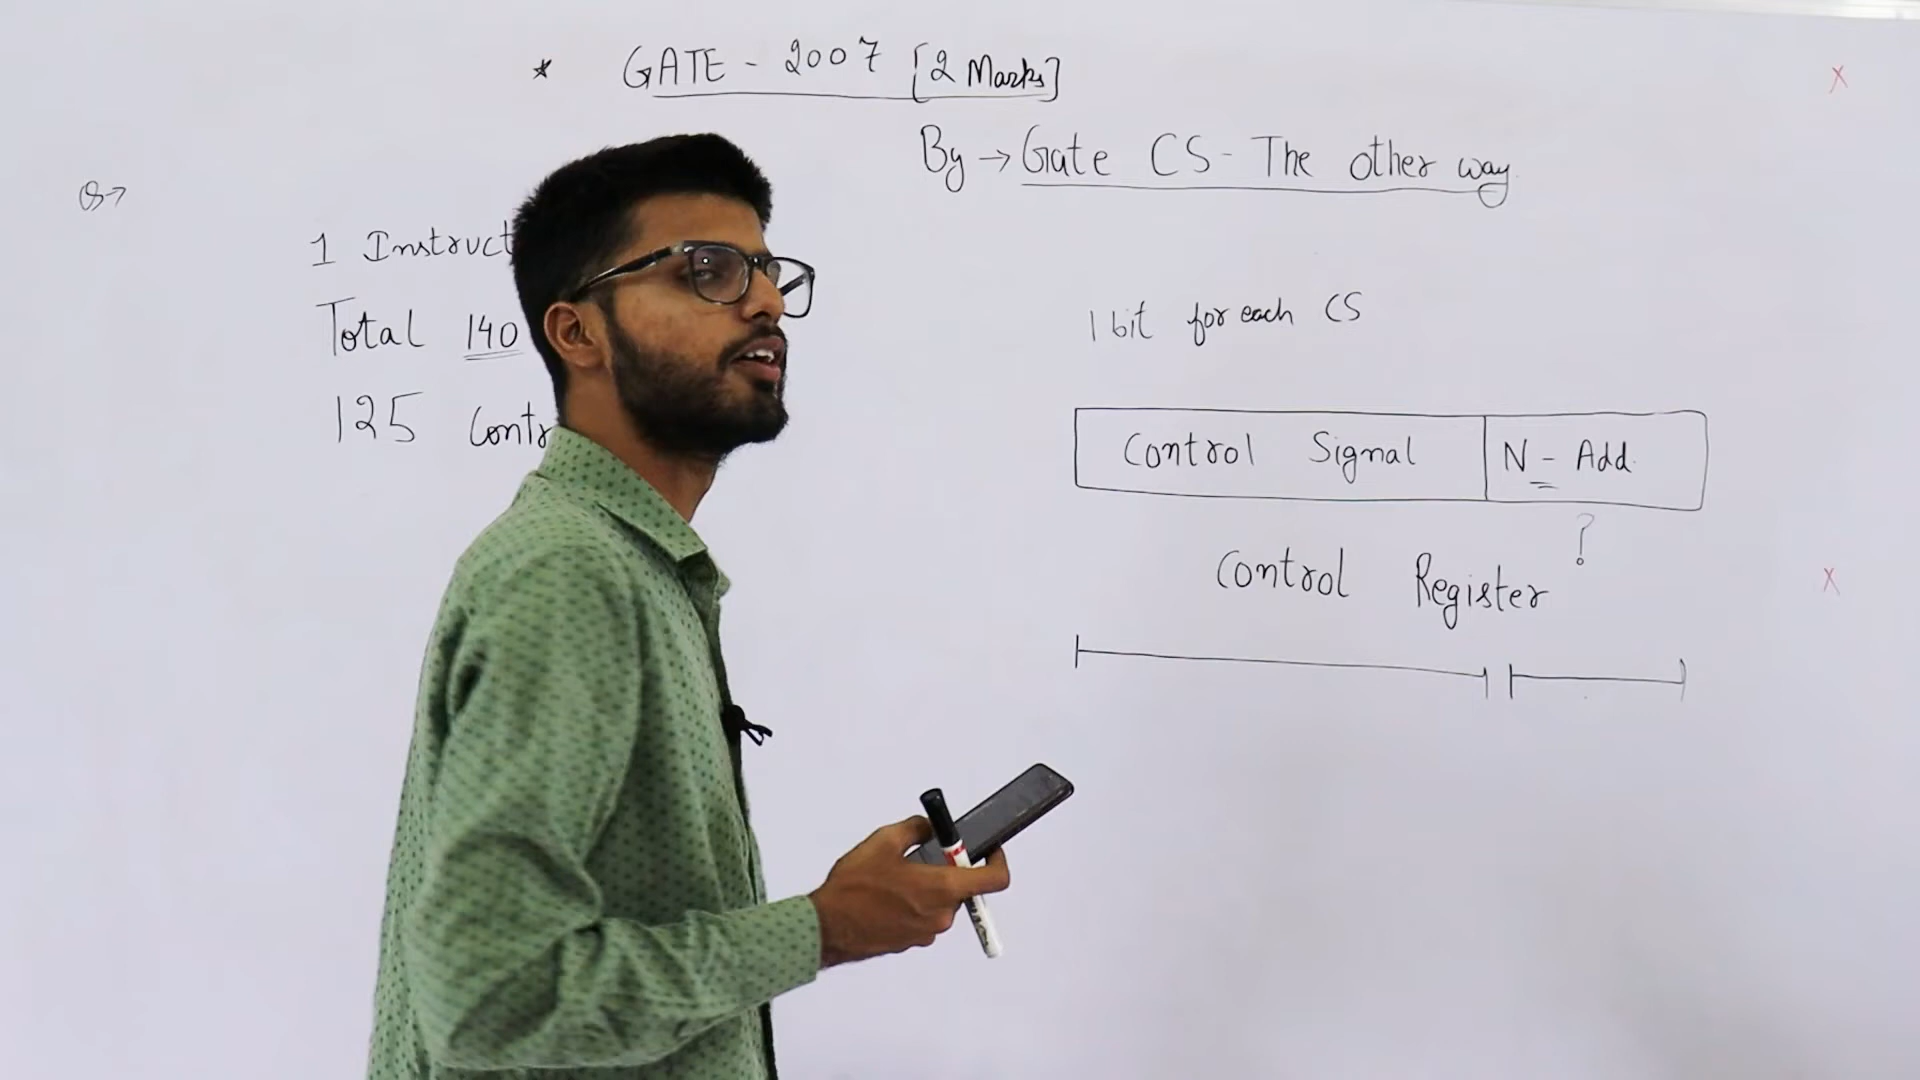 * GATE - 2007 [2 Marks]
By → Gate CS - The other way
Q→
1 Instruct
Total 140
125 Contr
1 bit for each CS
Control Signal N - Add.
?
Control Register